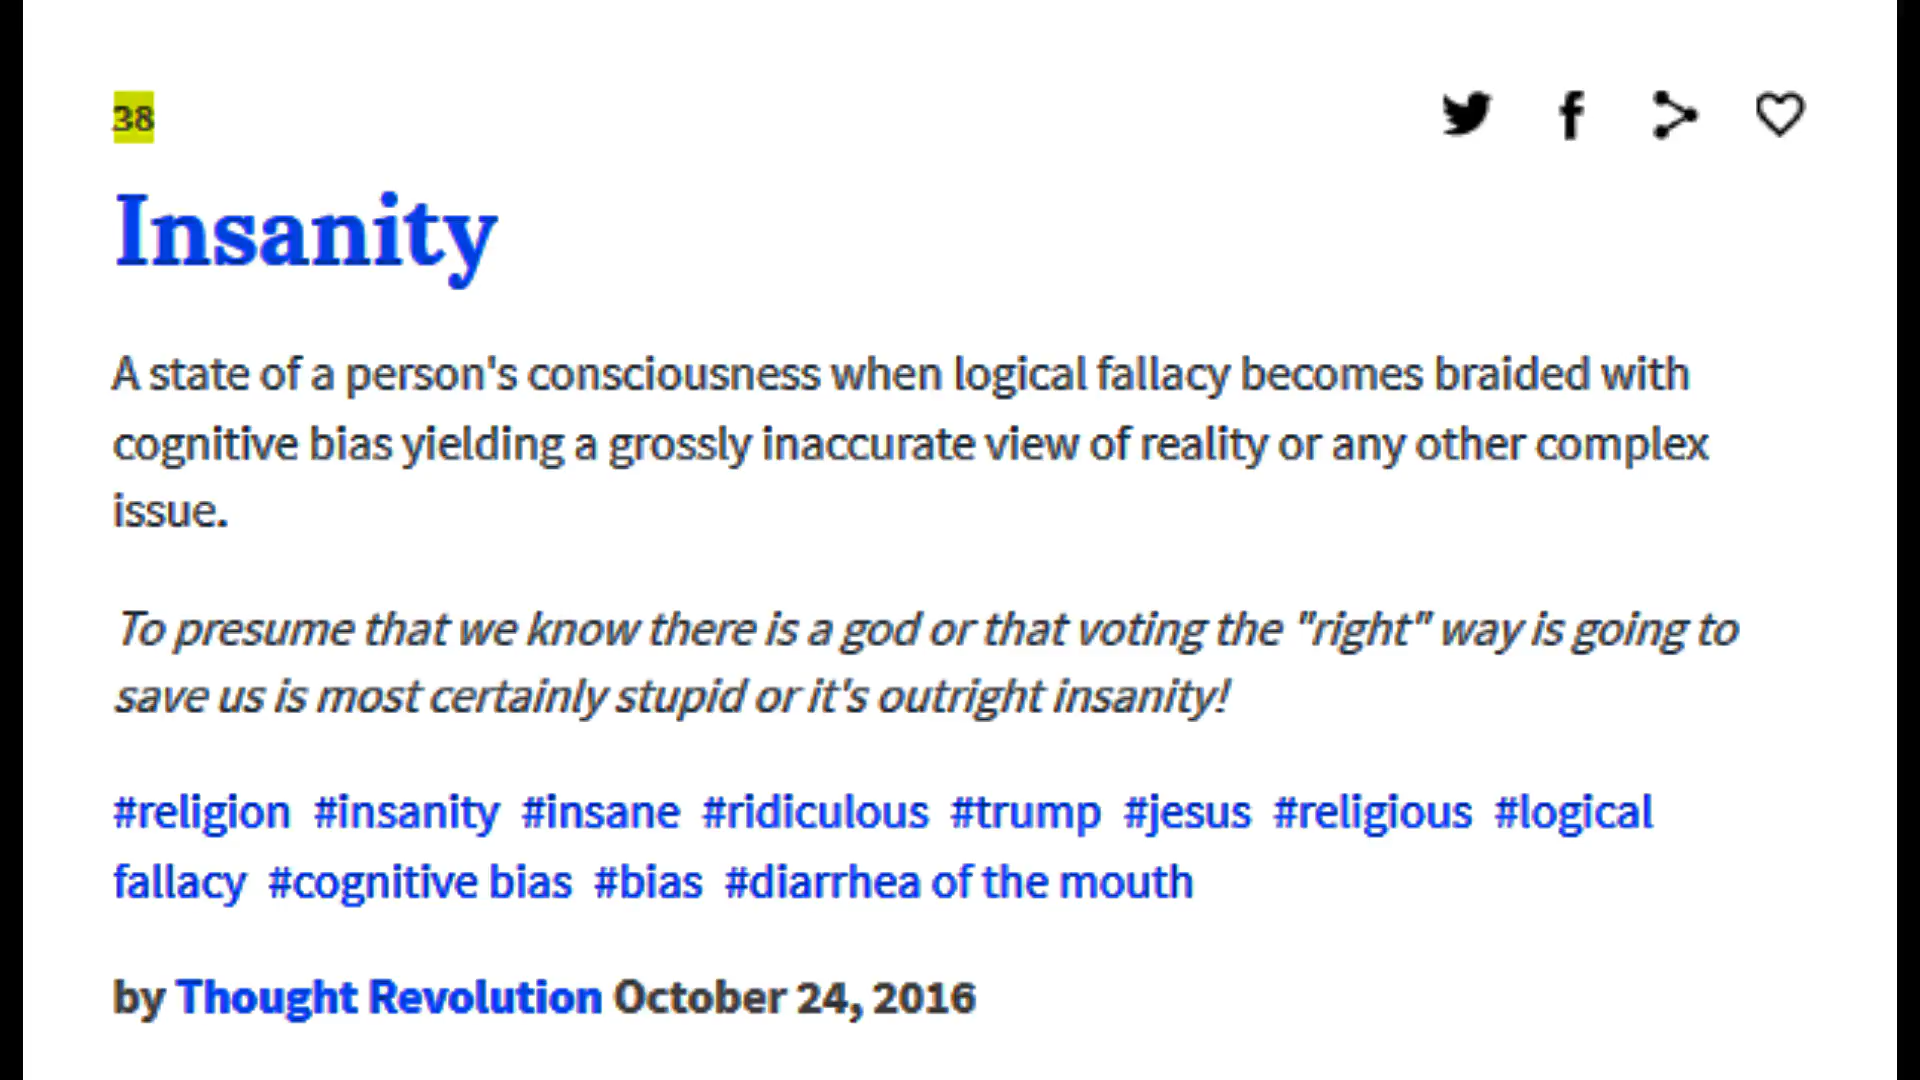 38
Insanity
A state of a person's consciousness when logical fallacy becomes braided with
cognitive bias yielding a grossly inaccurate view of reality or any other complex
issue.
To presume that we know there is a god or that voting the "right" way is going to
save us is most certainly stupid or it's outright insanity!
#religion #insanity #insane #ridiculous #trump #jesus #religious #logical
fallacy #cognitive bias #bias #diarrhea of the mouth
by Thought Revolution October 24, 2016